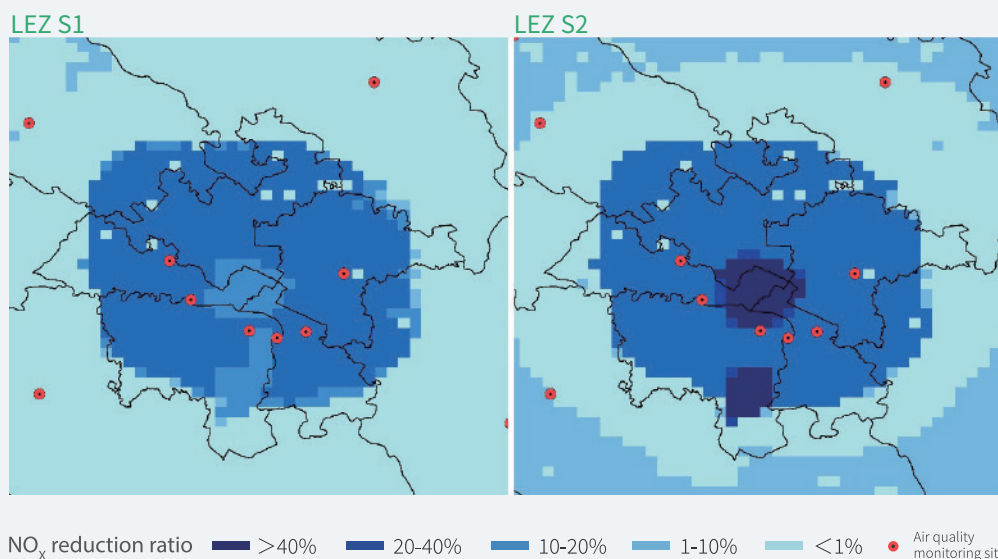 LEZ S1
LEZ S2
NOx reduction ratio >40% 20-40% 10-20% 1-10% <1% Air quality
monitoring sit